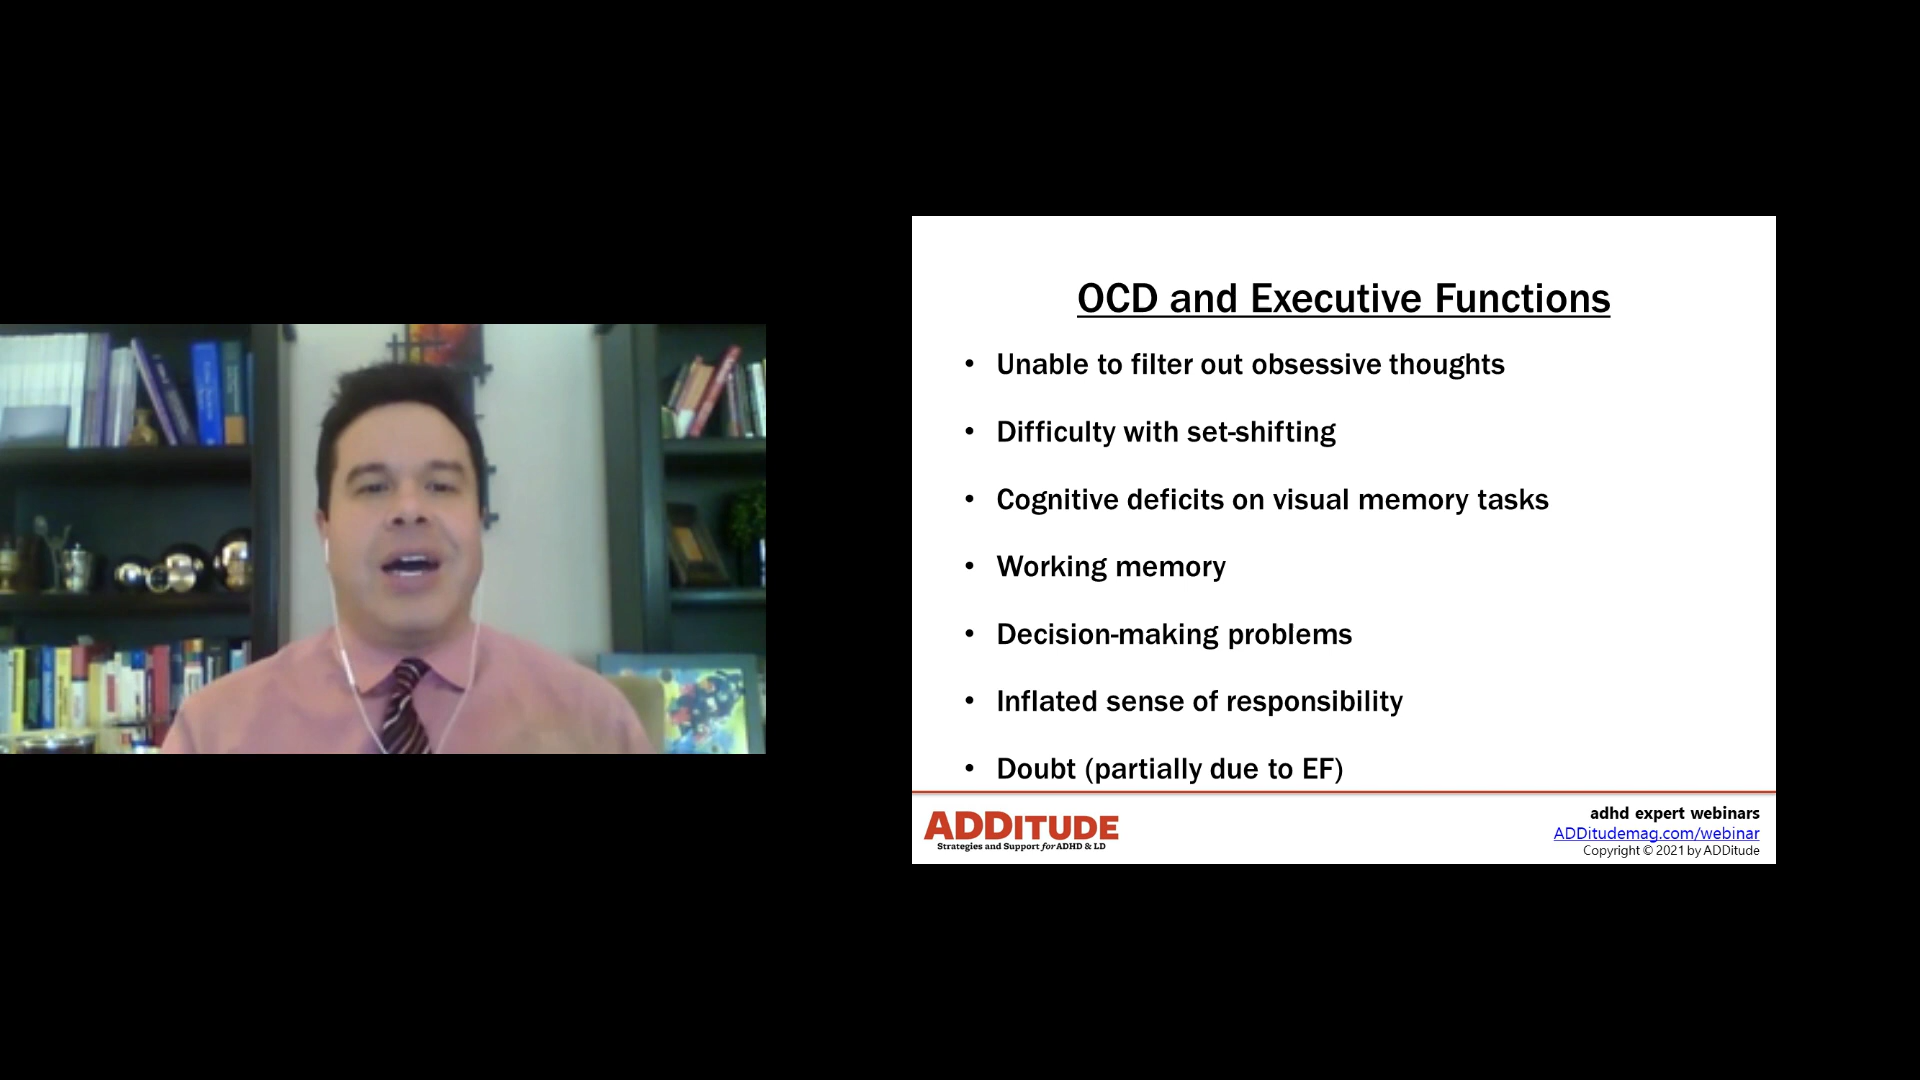 OCD and Executive Functions
• Unable to filter out obsessive thoughts
• Difficulty with set-shifting
• Cognitive deficits on visual memory tasks
• Working memory
• Decision-making problems
• Inflated sense of responsibility
• Doubt (partially due to EF)
ADDITUDE
Strategies and Support for ADHD & LD
adhd expert webinars
ADDitudemag.com/webinar
Copyright © 2021 by ADDitude